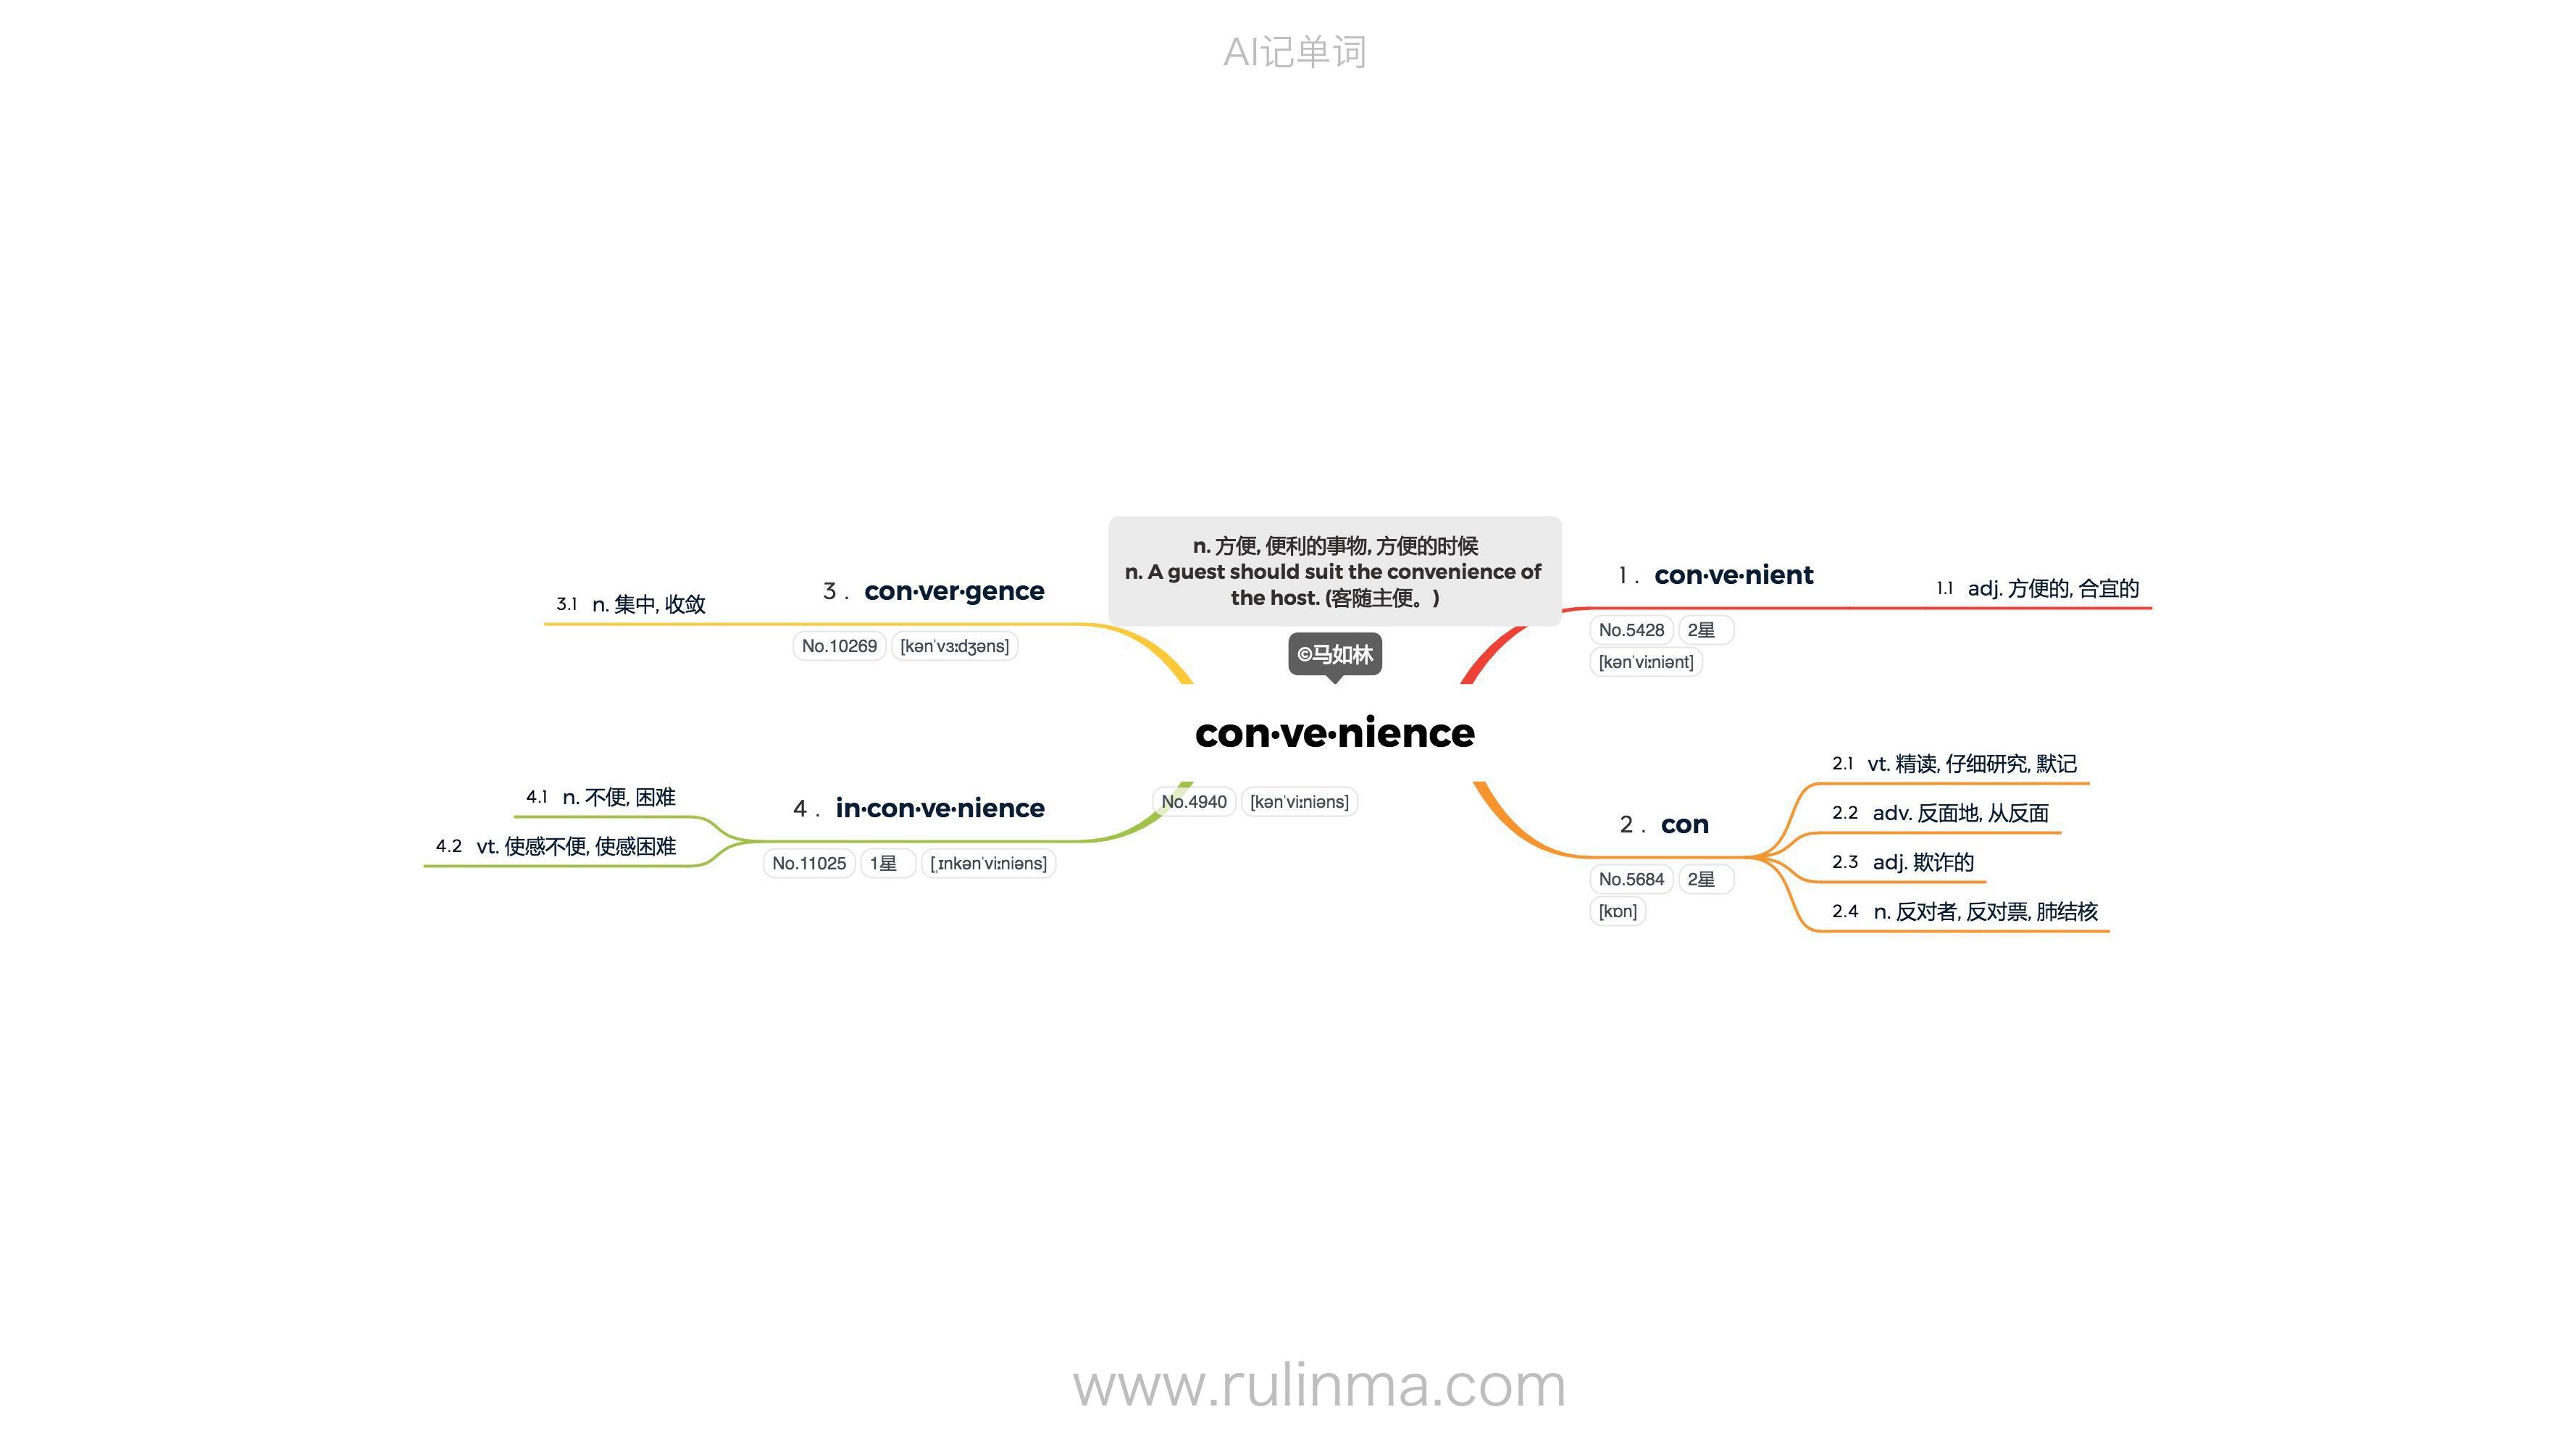 AI记单词
n. 方便, 便利的事物, 方便的时候
n. A guest should suit the convenience of
the host. (客随主便。)
©马如林
con·ve·nience
No.4940 [kənˈviːniəns]
1 . con·ve·nient
No.5428 2星
[kənˈviːniənt]
1.1 adj. 方便的, 合宜的
2 . con
No.5684 2星
[kɒn]
2.1 vt. 精读, 仔细研究, 默记
2.2 adv. 反面地, 从反面
2.3 adj. 欺诈的
2.4 n. 反对者, 反对票, 肺结核
3 . con·ver·gence
No.10269 [kənˈvɜːdʒəns]
3.1 n. 集中, 收敛
4 . in·con·ve·nience
No.11025 1星 [ˌɪnkənˈviːniəns]
4.1 n. 不便, 困难
4.2 vt. 使感不便, 使感困难
www.rulinma.com